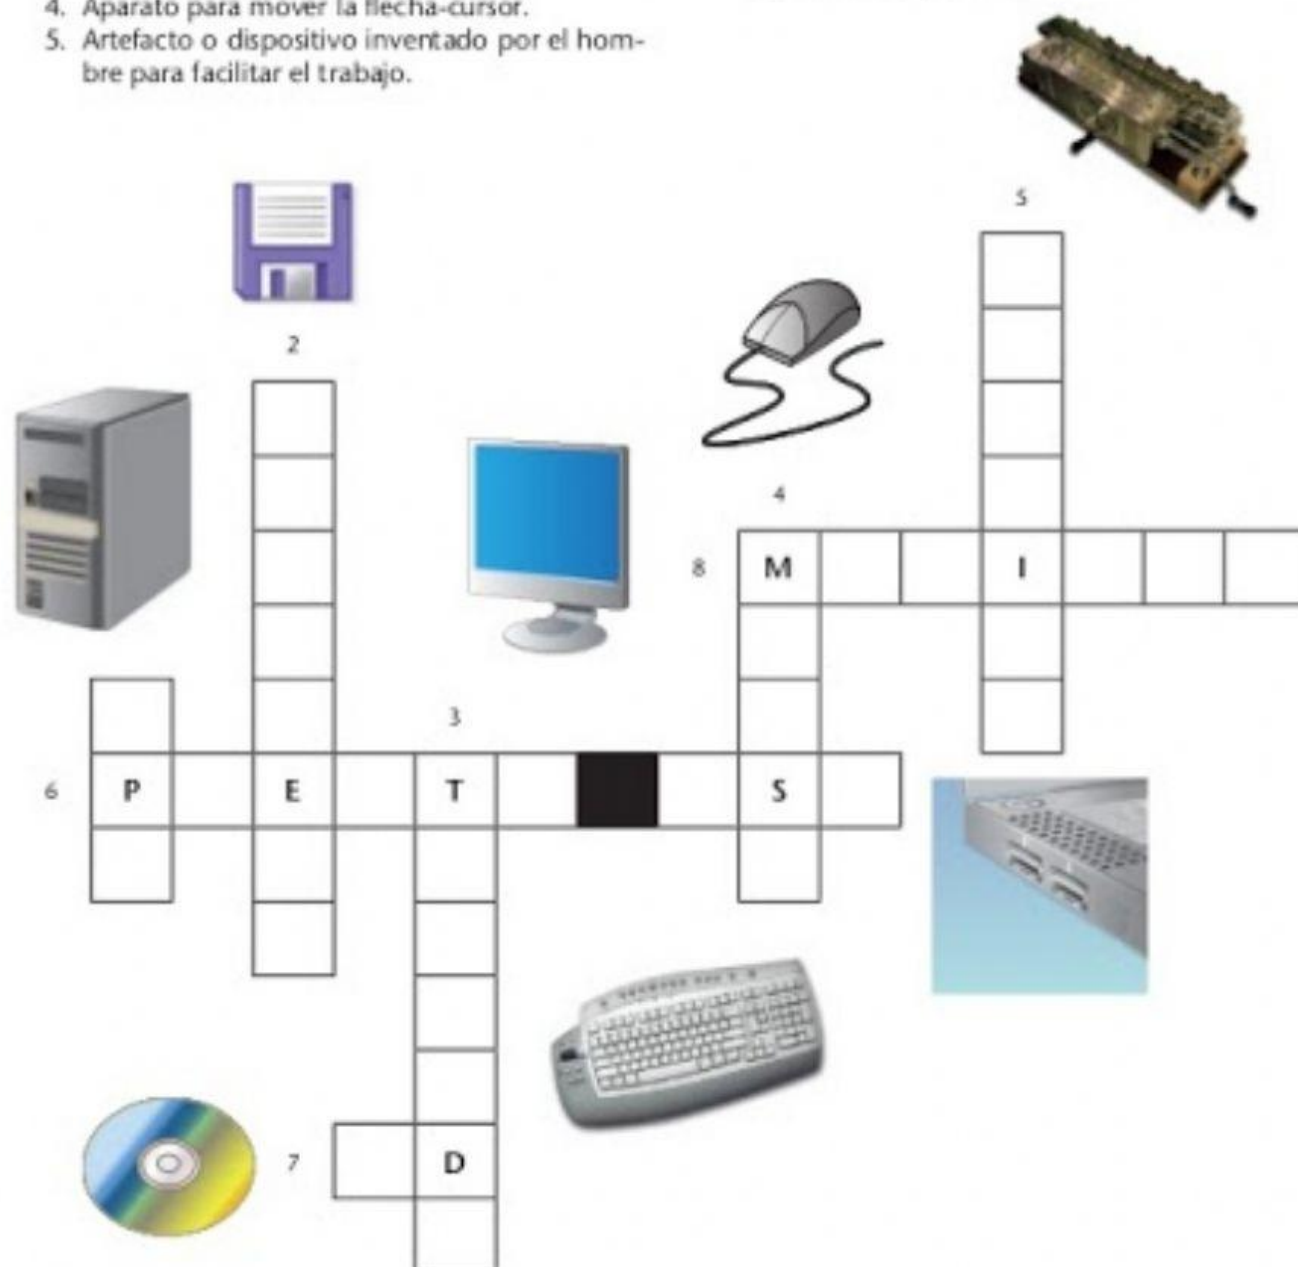 4. Aparato para mover la flecha-cursor.
5. Artefacto o dispositivo inventado por el hom-
bre para facilitar el trabajo.
5
2
4
8 M I
3
6 P E T S
7 D